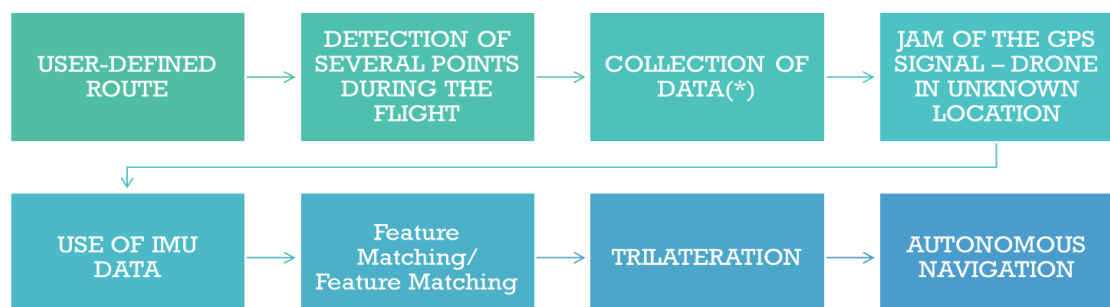 USER-DEFINED
ROUTE
DETECTION OF
SEVERAL POINTS
DURING THE
FLIGHT
COLLECTION OF
DATA(*)
JAM OF THE GPS
SIGNAL – DRONE
IN UNKNOWN
LOCATION
USE OF IMU
DATA
Feature
Matching/
Feature Matching
TRILATERATION
AUTONOMOUS
NAVIGATION